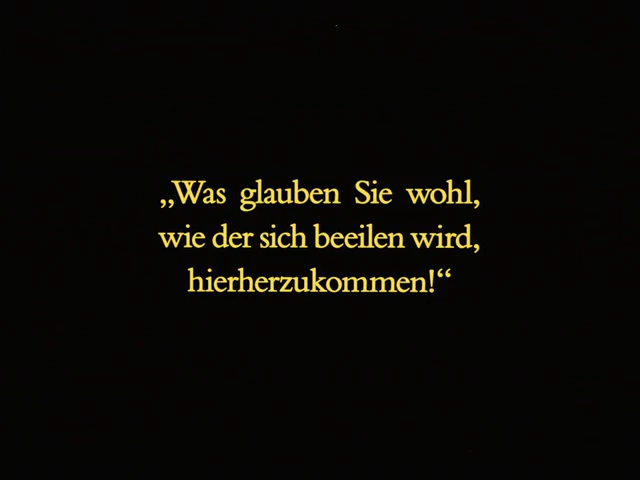 „Was glauben Sie wohl,
wie der sich beeilen wird,
hierherzukommen!“